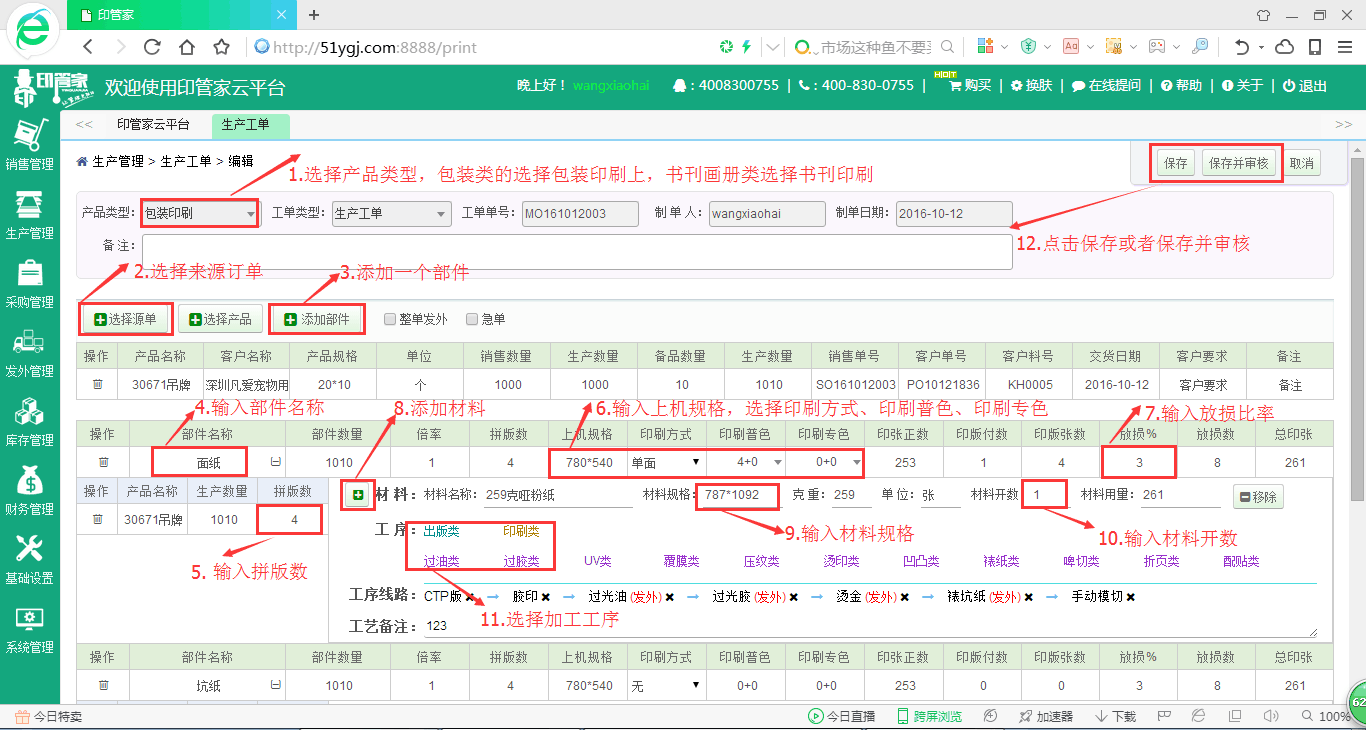 印管家
http://51ygj.com:8888/print
市场这种鱼不要
印管家
欢迎使用印管家云平台
晚上好！ wangxiaohai
: 4008300755 | : 400-830-0755 | HOT 购买 | 换肤 | 在线提问 | 帮助 | 关于 | 退出
<< 印管家云平台 生产工单 >>
销售管理
生产管理
采购管理
发外管理
库存管理
财务管理
基础设置
系统管理
生产管理 > 生产工单 > 编辑
保存 保存并审核 取消
1.选择产品类型，包装类的选择包装印刷上，书刊画册类选择书刊印刷
产品类型: 包装印刷 工单类型: 生产工单 工单单号: MO161012003 制 单 人: wangxiaohai 制单日期: 2016-10-12
备 注:
12.点击保存或者保存并审核
2.选择来源订单 3.添加一个部件
选择源单 选择产品 添加部件 整单发外 急单
操作 产品名称 客户名称 产品规格 单位 销售数量 生产数量 备品数量 生产数量 销售单号 客户单号 客户料号 交货日期 客户要求 备注
30671吊牌 深圳凡爱宠物用 20*10 个 1000 1000 10 1010 SO161012003 PO10121836 KH0005 2016-10-12 客户要求 备注
4.输入部件名称 8.添加材料 6.输入上机规格，选择印刷方式、印刷普色、印刷专色 7.输入放损比率
操作 部件名称 部件数量 倍率 拼版数 上机规格 印刷方式 印刷普色 印刷专色 印张正数 印版付数 印版张数 放损% 放损数 总印张
面纸 1010 1 4 780*540 单面 4+0 0+0 253 1 4 3 8 261
操作 产品名称 生产数量 拼版数
30671吊牌 1010 4
材 料: 材料名称: 259克哑粉纸 材料规格: 787*1092 克 重: 259 单 位: 张 材料开数 1 材料用量: 261 移除
工 序: 出版类 印刷类
过油类 过胶类 UV类 覆膜类 压纹类 烫印类 凹凸类 裱纸类 啤切类 折页类 配贴类
9.输入材料规格 10.输入材料开数
5. 输入拼版数
工序线路: CTP版 胶印 过光油 (发外) 过光胶 (发外) 烫金 (发外) 裱坑纸 (发外) 手动模切
11.选择加工工序
工艺备注: 123
操作 部件名称 部件数量 倍率 拼版数 上机规格 印刷方式 印刷普色 印刷专色 印张正数 印版付数 印版张数 放损% 放损数 总印张
坑纸 1010 1 4 780*540 无 0+0 0+0 253 0 0 3 8 261
今日特卖 今日直播 跨屏浏览 加速器 下载 100%
62